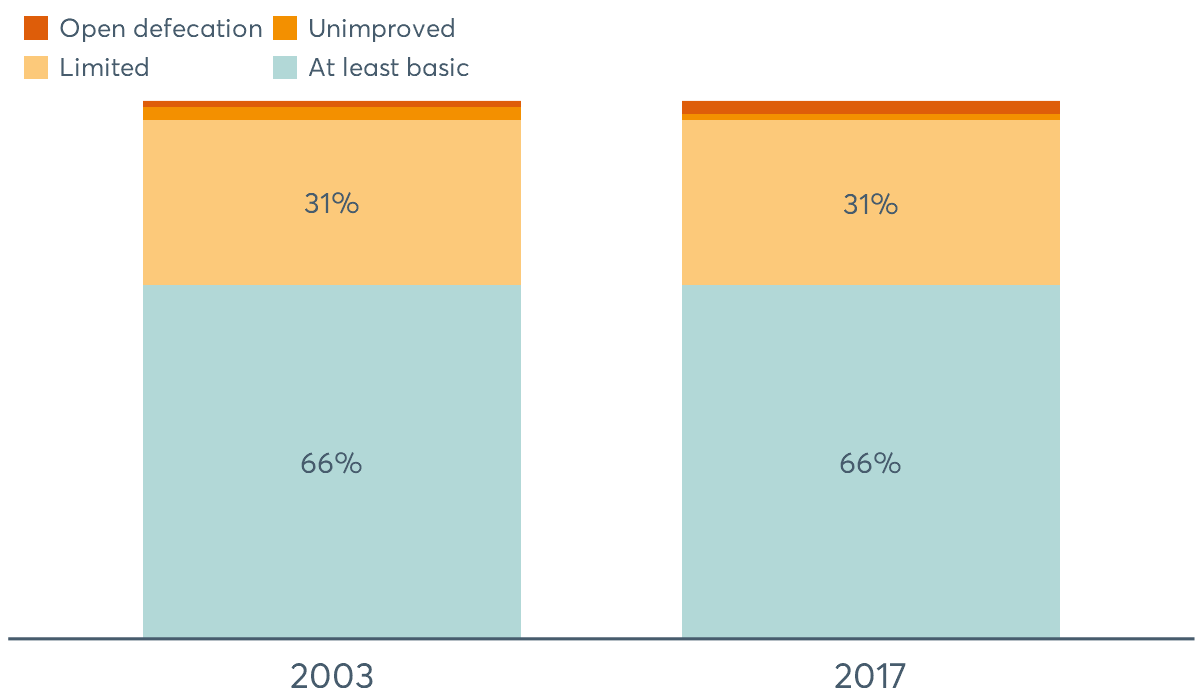 Open defecation Unimproved
Limited At least basic
31% 31%
66% 66%
2003 2017